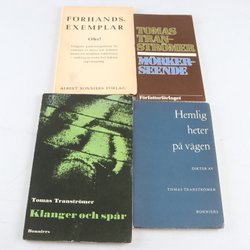 FÖRHANDS-
EXEMPLAR
Obs!
ALBERT BONNIERS FÖRLAG
TOMAS
TRAN-
STRÖMER
MÖRKER-
SEENDE
Författarförlaget
Tomas Tranströmer
Klanger och spår
Bonniers
Hemlig
heter på
vägen
DIKTER AV
TOMAS TRANSTRÖMER
BONNIERS